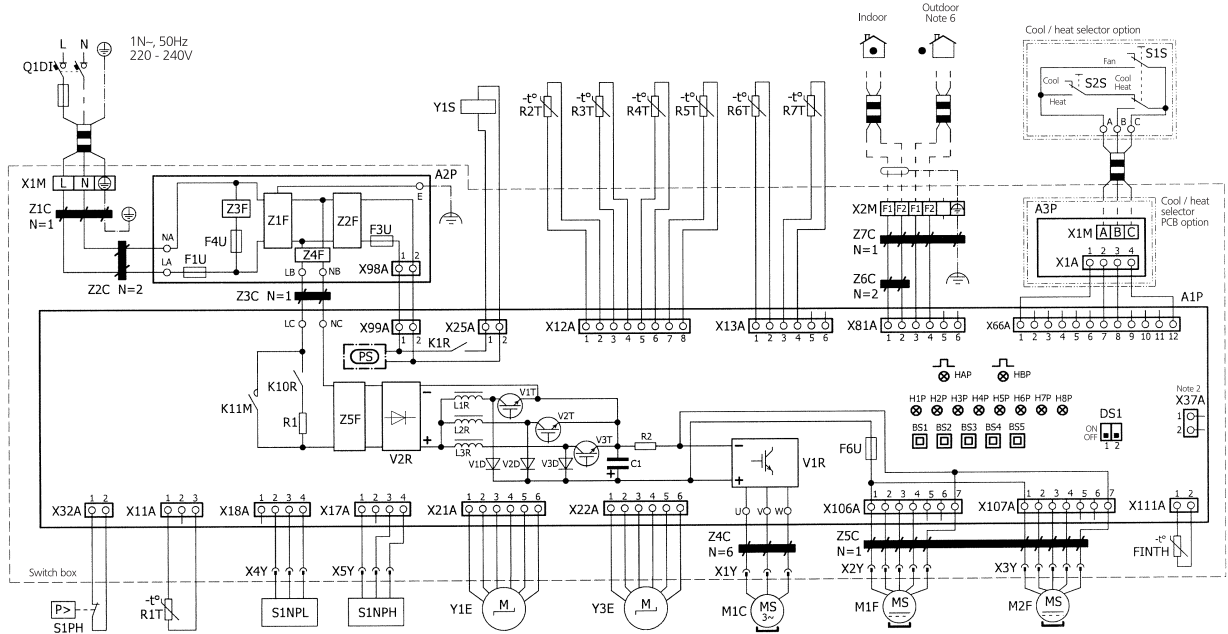 L N
1N~, 50Hz
220 - 240V
Q1DI
Indoor
Outdoor
Note 6
Cool / heat selector option
S1S
Fan
S2S
Cool
Heat
Cool
Heat
A B C
Y1S
-t° R2T
-t° R3T
-t° R4T
-t° R5T
-t° R6T
-t° R7T
X1M L N
A2P
E
Z1C
N=1
Z3F
F4U
Z1F
Z2F
F3U
Z4F
NA
LA
F1U
LB NB
X98A
1 2
Z2C N=2
Z3C N=1
X2M F1 F2 F1 F2
Z7C
N=1
Z6C
N=2
A3P
Cool / heat
selector
PCB option
X1M A B C
1 2 3 4
X1A
A1P
LC NC
X99A
1 2
X25A
1 2
X12A
1 2 3 4 5 6 7 8
X13A
1 2 3 4 5 6
X81A
1 2 3 4 5 6
X66A
1 2 3 4 5 6 7 8 9 10 11 12
PS
K1R
K11M
K10R
R1
Z5F
V2R
−
+
L1R
L2R
L3R
V1T
V2T
V3T
V1D V2D V3D
C1
+
R2
−
+
V1R
U V W
HAP
HBP
H1P H2P H3P H4P H5P H6P H7P H8P
BS1 BS2 BS3 BS4 BS5
DS1
ON
OFF
1 2
Note 2
X37A
1
2
F6U
X32A
1 2
X11A
1 2 3
X18A
1 2 3 4
X17A
1 2 3 4
X21A
1 2 3 4 5 6
X22A
1 2 3 4 5 6
X106A
1 2 3 4 5 6 7
X107A
1 2 3 4 5 6 7
X111A
1 2
Z4C
N=6
Z5C
N=1
-t°
FINTH
Switch box
X4Y
X5Y
X1Y
X2Y
X3Y
P>
S1PH
-t°
R1T
S1NPL
S1NPH
Y1E
M
Y3E
M
M1C
MS
3~
M1F
MS
M2F
MS